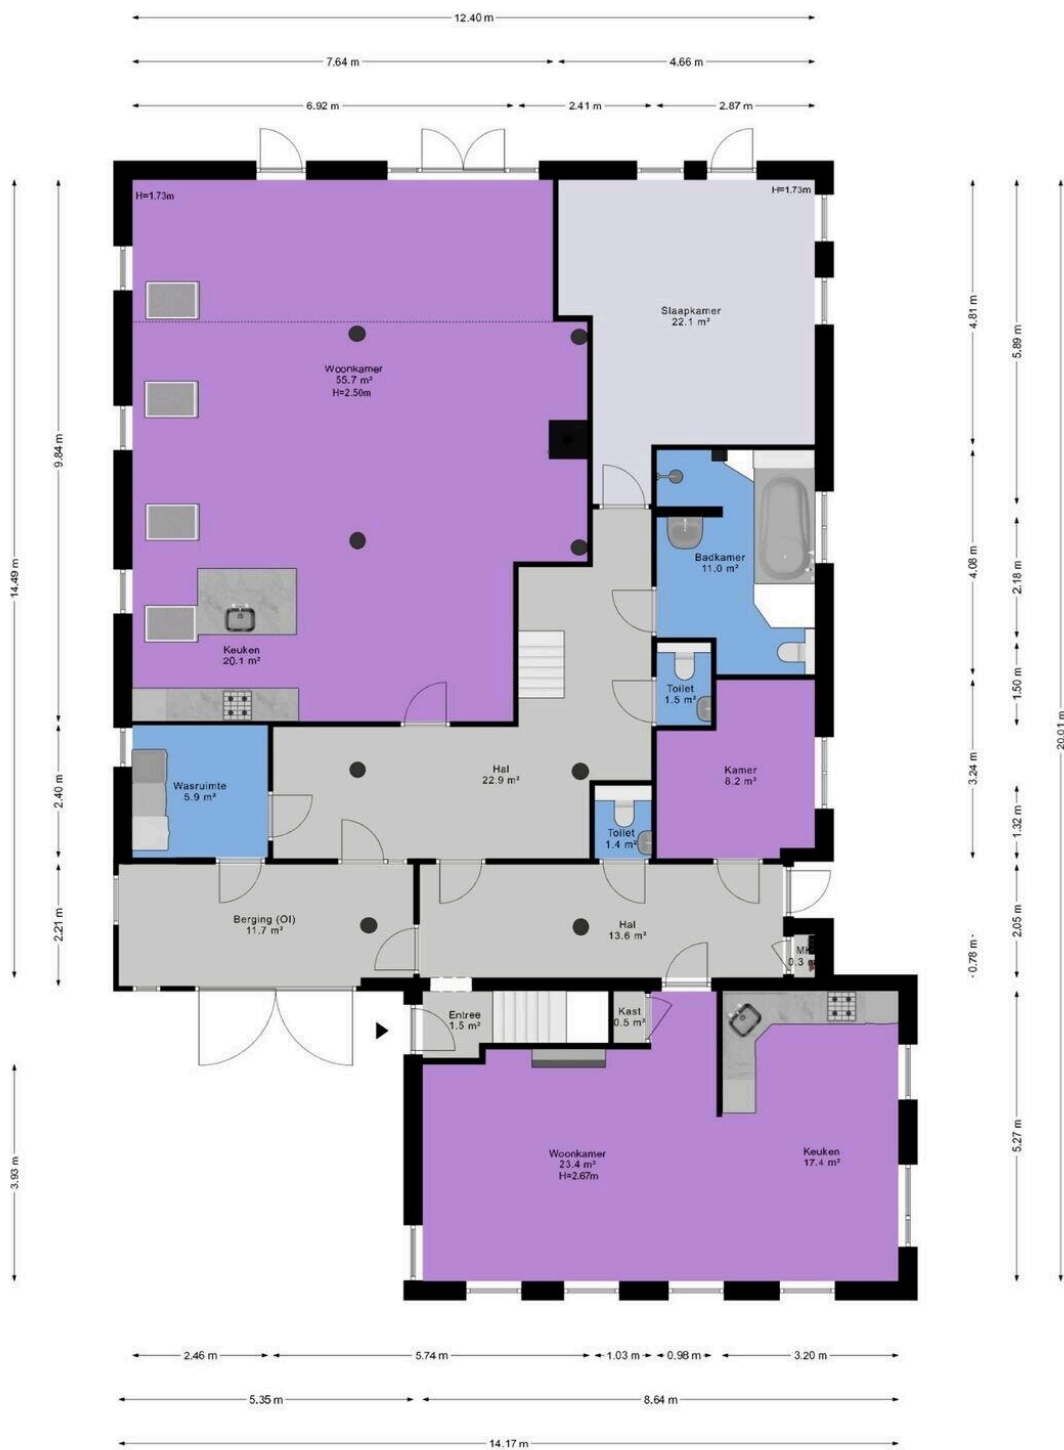 12.40 m
7.64 m
4.66 m
6.92 m
2.41 m
2.87 m
H=1.73m
H=1.73m
Slaapkamer
22.1 m²
Woonkamer
55.7 m²
H=2.50m
4.81 m
5.89 m
9.84 m
14.49 m
Badkamer
11.0 m²
4.08 m
2.18 m
Keuken
20.1 m²
Toilet
1.5 m²
1.50 m
20.01 m
Hal
22.9 m²
Kamer
8.2 m²
3.24 m
Wasruimte
5.9 m²
2.40 m
Toilet
1.4 m²
1.32 m
Berging (OI)
11.7 m²
Hal
13.6 m²
2.21 m
2.05 m
0.78 m
MK
0.3
Entree
1.5 m²
Kast
0.5 m²
5.27 m
3.93 m
Woonkamer
23.4 m²
H=2.67m
Keuken
17.4 m²
2.46 m
5.74 m
1.03 m
0.98 m
3.20 m
5.35 m
8.64 m
14.17 m